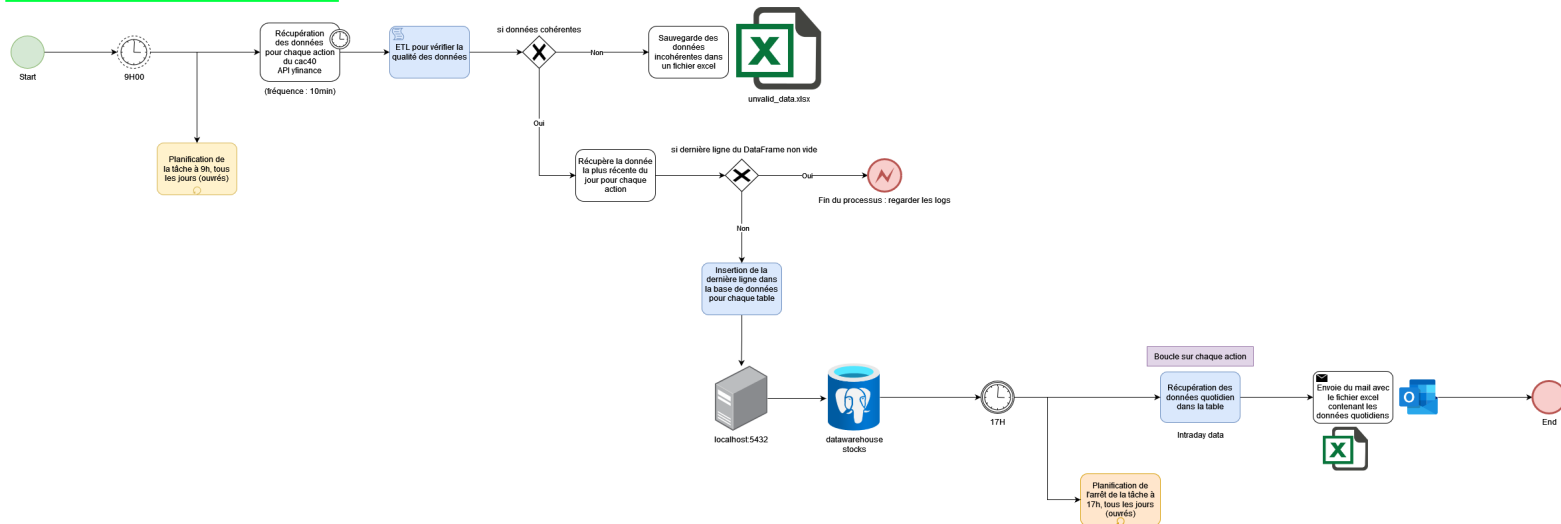 Start
9H00
Récupération
des données
pour chaque action
du cac40
API yfinance
(fréquence : 10min)
Planification de
la tâche à 9h, tous
les jours (ouvrés)
ETL pour vérifier la
qualité des données
si données cohérentes
Non
Sauvegarde des
données
incohérentes dans
un fichier excel
X
unvalid_data.xlsx
Oui
Récupère la donnée
la plus récente du
jour pour chaque
action
si dernière ligne du DataFrame non vide
Oui
Fin du processus : regarder les logs
Non
Insertion de la
dernière ligne dans
la base de données
pour chaque table
localhost:5432
datawarehouse
stocks
17H
Planification de
l'arrêt de la tâche à
17h, tous les jours
(ouvrés)
Boucle sur chaque action
Récupération des
données quotidien
dans la table
Intraday data
Envoie du mail avec
le fichier excel
contenant les
données quotidiens
X
O
End